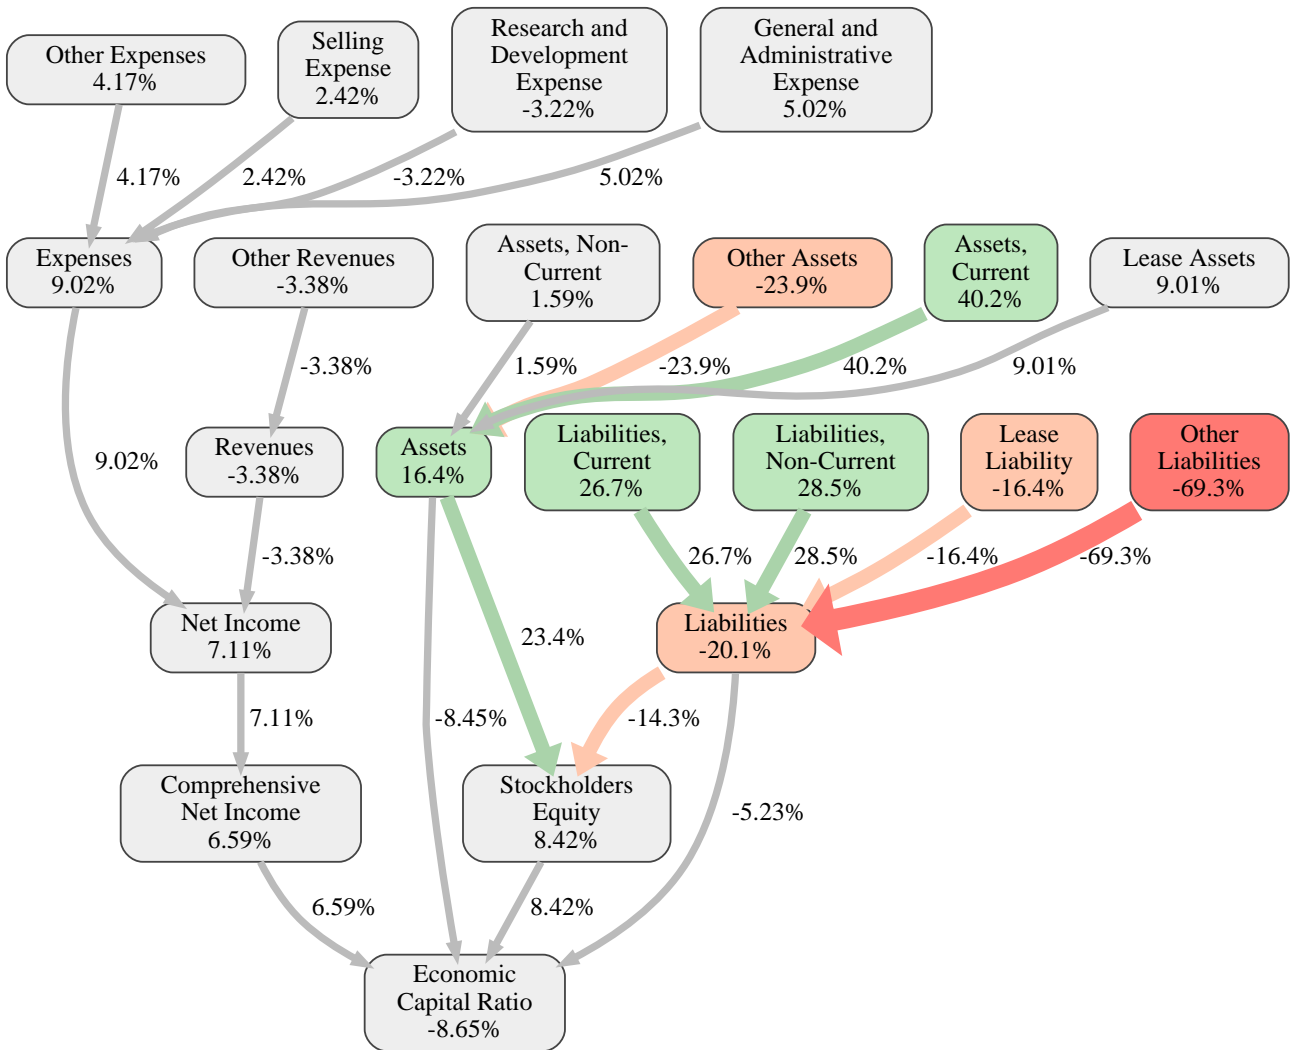 Other Expenses
4.17%
Selling
Expense
2.42%
Research and
Development
Expense
-3.22%
General and
Administrative
Expense
5.02%
4.17%
2.42%
-3.22%
5.02%
Expenses
9.02%
Other Revenues
-3.38%
Assets, Non-
Current
1.59%
Other Assets
-23.9%
Assets,
Current
40.2%
Lease Assets
9.01%
-3.38%
1.59%
-23.9%
40.2%
9.01%
9.02%
Revenues
-3.38%
Assets
16.4%
Liabilities,
Current
26.7%
Liabilities,
Non-Current
28.5%
Lease
Liability
-16.4%
Other
Liabilities
-69.3%
-3.38%
26.7%
28.5%
-16.4%
-69.3%
Net Income
7.11%
23.4%
Liabilities
-20.1%
7.11%
-8.45%
-14.3%
-5.23%
Comprehensive
Net Income
6.59%
Stockholders
Equity
8.42%
6.59%
8.42%
Economic
Capital Ratio
-8.65%